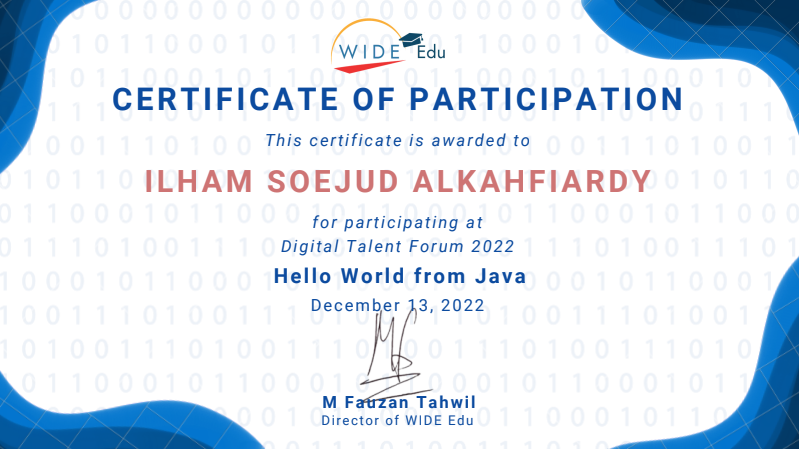 WIDE Edu
CERTIFICATE OF PARTICIPATION
This certificate is awarded to
ILHAM SOEJUD ALKAHFIARDY
for participating at
Digital Talent Forum 2022
Hello World from Java
December 13, 2022
M Fauzan Tahwil
Director of WIDE Edu